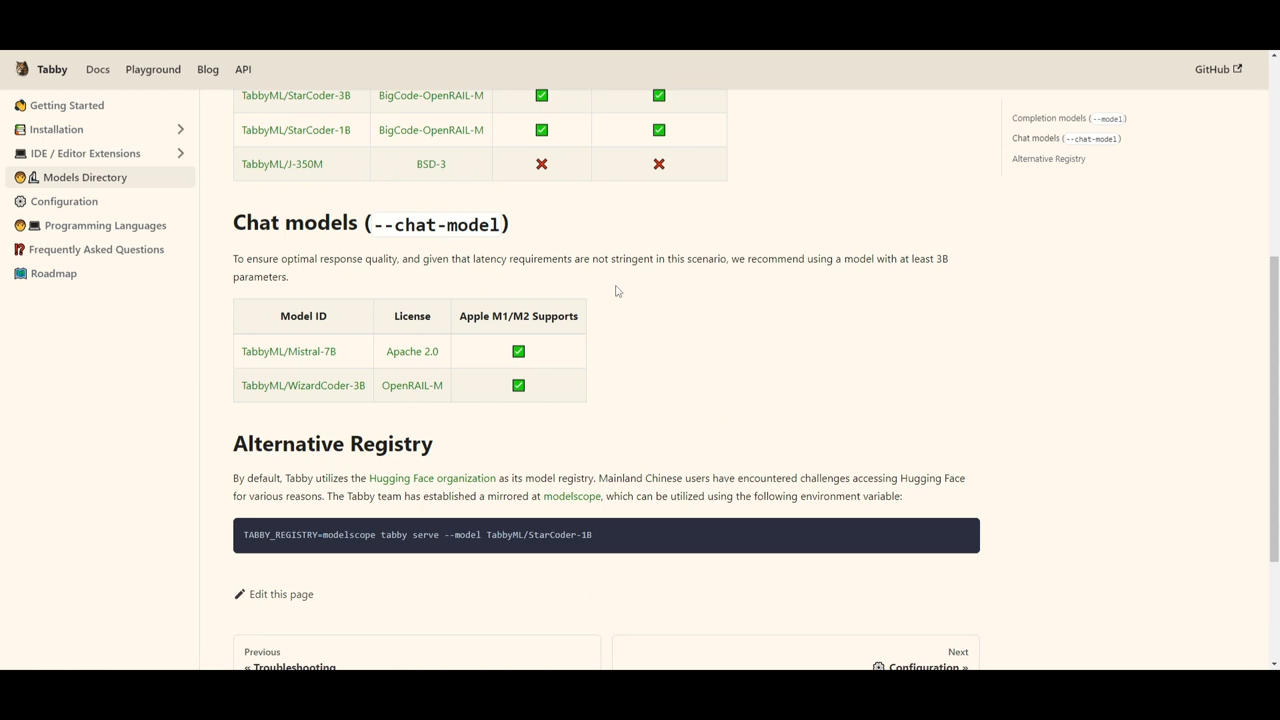 Tabby Docs Playground Blog API GitHub
Getting Started
Installation
IDE / Editor Extensions
Models Directory
Configuration
Programming Languages
Frequently Asked Questions
Roadmap
TabbyML/StarCoder-3B BigCode-OpenRAIL-M
TabbyML/StarCoder-1B BigCode-OpenRAIL-M
TabbyML/J-350M BSD-3
Chat models (--chat-model)
To ensure optimal response quality, and given that latency requirements are not stringent in this scenario, we recommend using a model with at least 3B
parameters.
Model ID License Apple M1/M2 Supports
TabbyML/Mistral-7B Apache 2.0
TabbyML/WizardCoder-3B OpenRAIL-M
Alternative Registry
By default, Tabby utilizes the Hugging Face organization as its model registry. Mainland Chinese users have encountered challenges accessing Hugging Face
for various reasons. The Tabby team has established a mirrored at modelscope, which can be utilized using the following environment variable:
TABBY_REGISTRY=modelscope tabby serve --model TabbyML/StarCoder-1B
Edit this page
Previous
« Troubleshooting
Next
Configuration »
Completion models (--model)
Chat models (--chat-model)
Alternative Registry